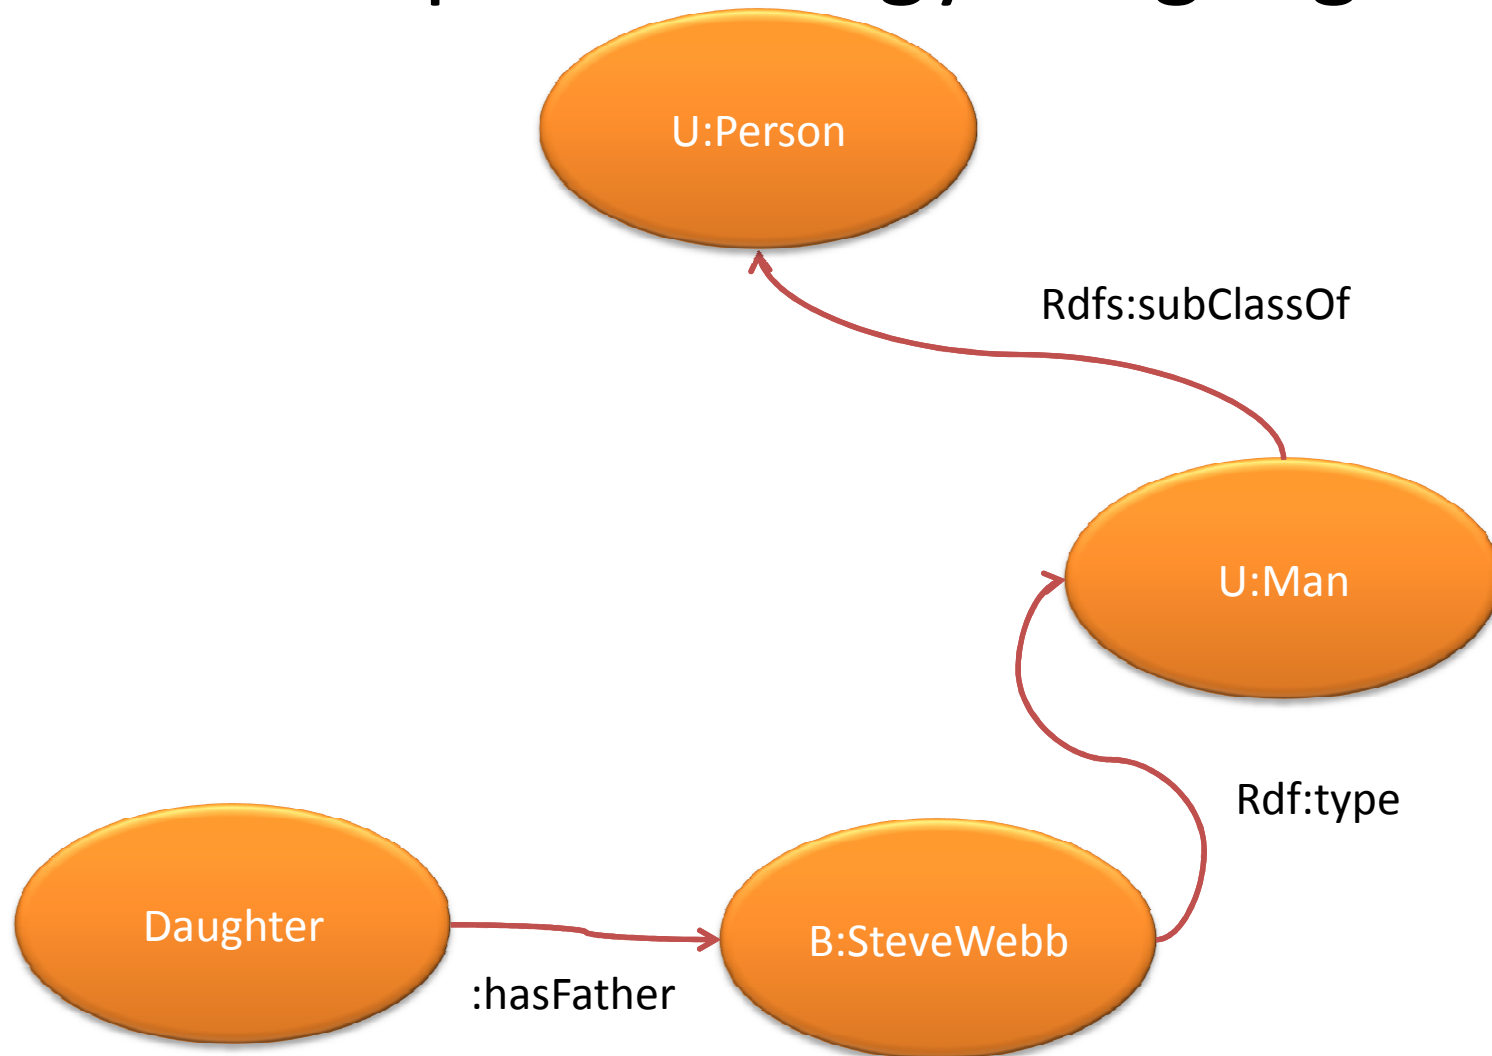 U:Person
Rdfs:subClassOf
U:Man
Rdf:type
Daughter
B:SteveWebb
:hasFather